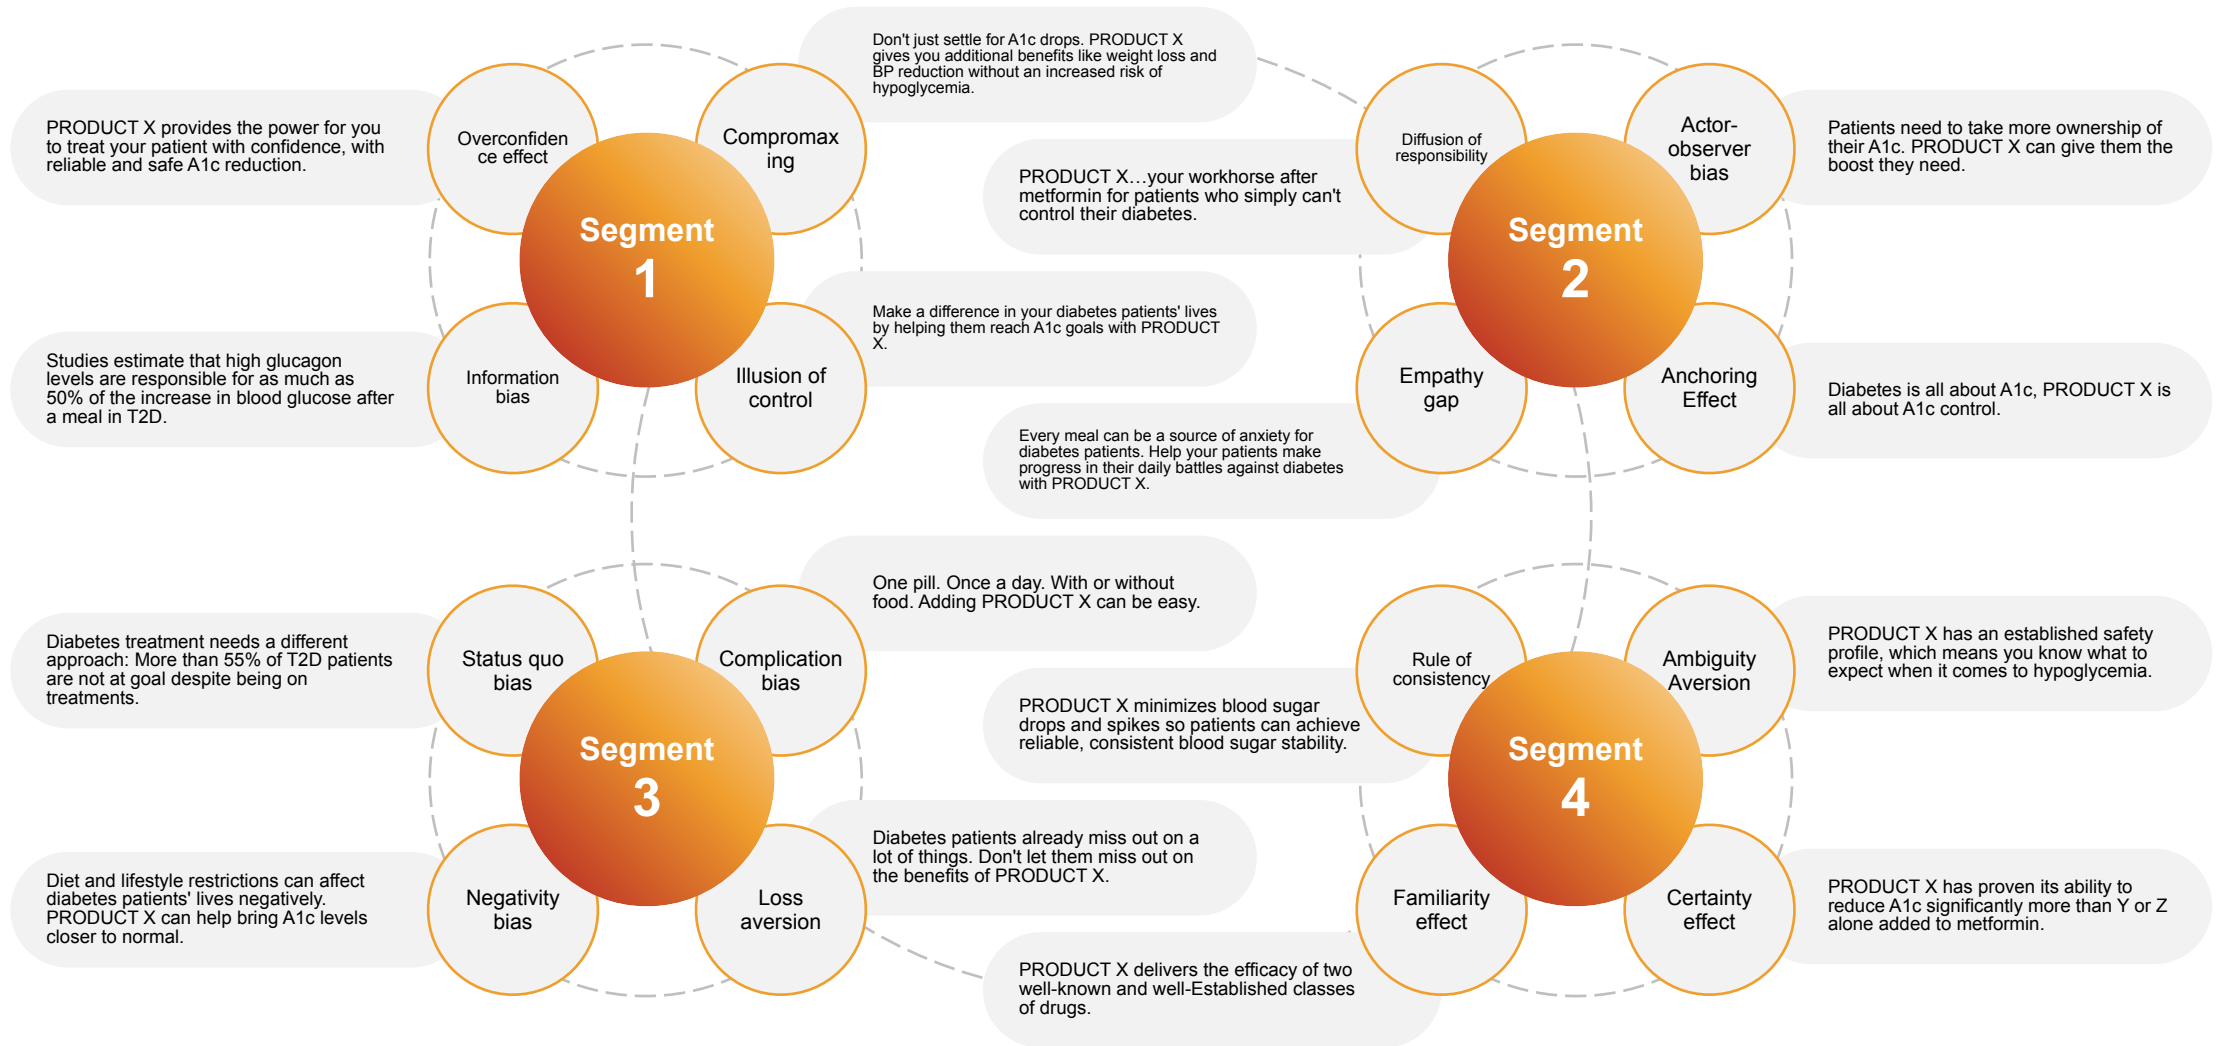 Don't just settle for A1c drops. PRODUCT X
gives you additional benefits like weight loss and
BP reduction without an increased risk of
hypoglycemia.
PRODUCT X provides the power for you
to treat your patient with confidence, with
reliable and safe A1c reduction.
Overconfiden
ce effect
Compromax
ing
Segment
1
Studies estimate that high glucagon
levels are responsible for as much as
50% of the increase in blood glucose after
a meal in T2D.
Information
bias
Illusion of
control
Make a difference in your diabetes patients' lives
by helping them reach A1c goals with PRODUCT
X.
PRODUCT X…your workhorse after
metformin for patients who simply can't
control their diabetes.
Diffusion of
responsibility
Actor-
observer
bias
Patients need to take more ownership of
their A1c. PRODUCT X can give them the
boost they need.
Segment
2
Every meal can be a source of anxiety for
diabetes patients. Help your patients make
progress in their daily battles against diabetes
with PRODUCT X.
Empathy
gap
Anchoring
Effect
Diabetes is all about A1c, PRODUCT X is
all about A1c control.
Diabetes treatment needs a different
approach: More than 55% of T2D patients
are not at goal despite being on
treatments.
Status quo
bias
Complication
bias
One pill. Once a day. With or without
food. Adding PRODUCT X can be easy.
Segment
3
Diet and lifestyle restrictions can affect
diabetes patients' lives negatively.
PRODUCT X can help bring A1c levels
closer to normal.
Negativity
bias
Loss
aversion
Diabetes patients already miss out on a
lot of things. Don't let them miss out on
the benefits of PRODUCT X.
PRODUCT X minimizes blood sugar
drops and spikes so patients can achieve
reliable, consistent blood sugar stability.
Rule of
consistency
Ambiguity
Aversion
PRODUCT X has an established safety
profile, which means you know what to
expect when it comes to hypoglycemia.
Segment
4
PRODUCT X delivers the efficacy of two
well-known and well-Established classes
of drugs.
Familiarity
effect
Certainty
effect
PRODUCT X has proven its ability to
reduce A1c significantly more than Y or Z
alone added to metformin.